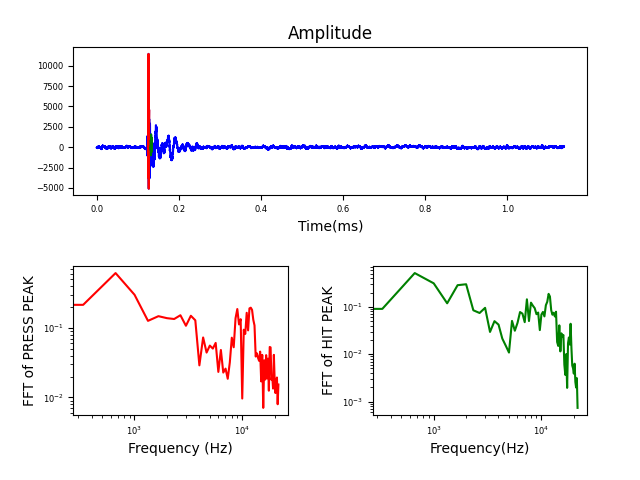 Amplitude
10000
7500
5000
2500
0
−2500
−5000
0.0 0.2 0.4 0.6 0.8 1.0
Time(ms)
FFT of PRESS PEAK
10⁻¹
10⁻²
10³ 10⁴
Frequency (Hz)
FFT of HIT PEAK
10⁻¹
10⁻²
10⁻³
10³ 10⁴
Frequency(Hz)